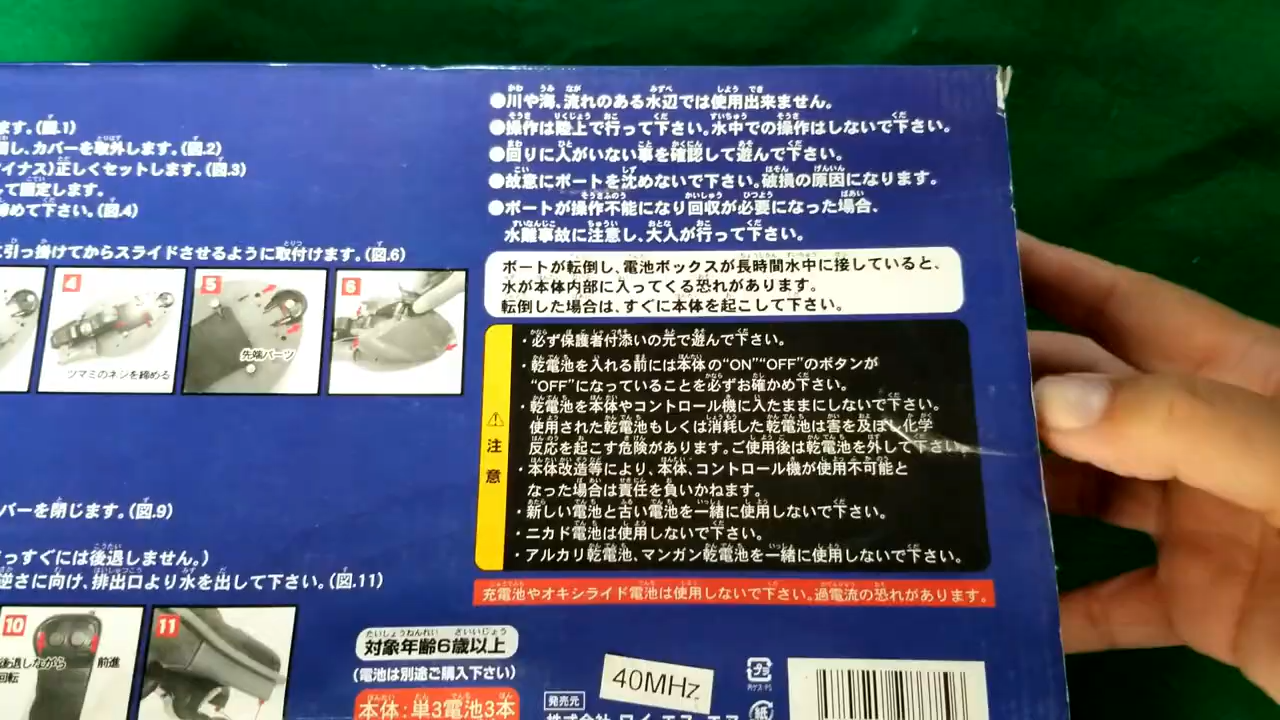 ます。(図.1)
し、カバーを取外します。(図.2)
イナス)正しくセットします。(図.3)
して固定します。
締めて下さい。(図.4)
に引っ掛けてからスライドさせるように取付けます。(図.6)
4
ツマミのネジを締める
5
先端パーツ
6
バーを閉じます。(図.9)
っすぐには後退しません。)
逆さに向け、排出口より水を出して下さい。(図.11)
10
後退しながら
回転
前進
11
●川や海、流れのある水辺では使用出来ません。
●操作は陸上で行って下さい。水中での操作はしないで下さい。
●回りに人がいない事を確認して遊んで下さい。
●故意にボートを沈めないで下さい。破損の原因になります。
●ボートが操作不能になり回収が必要になった場合、
水難事故に注意し、大人が行って下さい。
ボートが転倒し、電池ボックスが長時間水中に接していると、
水が本体内部に入ってくる恐れがあります。
転倒した場合は、すぐに本体を起こして下さい。
⚠注意
・必ず保護者付添いの元で遊んで下さい。
・乾電池を入れる前には本体の"ON""OFF"のボタンが
"OFF"になっていることを必ずお確かめ下さい。
・乾電池を本体やコントロール機に入たままにしないで下さい。
使用された乾電池もしくは消耗した乾電池は害を及ぼし化学
反応を起こす危険があります。ご使用後は乾電池を外して下さい。
・本体改造等により、本体、コントロール機が使用不可能と
なった場合は責任を負いかねます。
・新しい電池と古い電池を一緒に使用しないで下さい。
・ニカド電池は使用しないで下さい。
・アルカリ乾電池、マンガン乾電池を一緒に使用しないで下さい。
充電池やオキシライド電池は使用しないで下さい。過電流の恐れがあります。
対象年齢6歳以上
(電池は別途ご購入下さい)
本体:単3電池3本
発売元
40MHz
プラ
紙